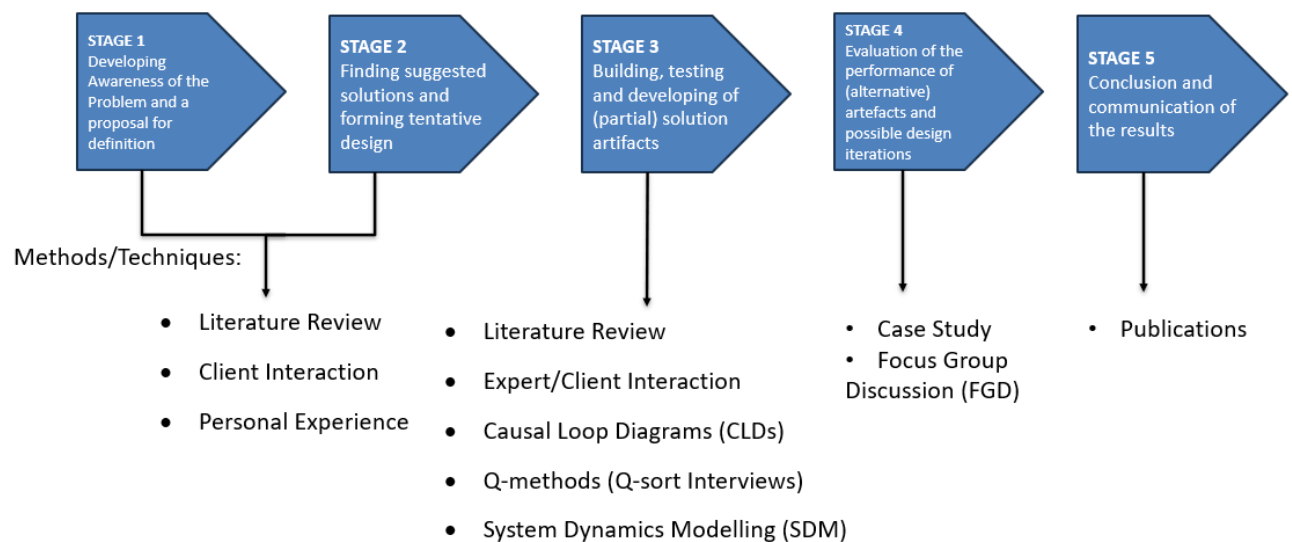 STAGE 1
Developing
Awareness of the
Problem and a
proposal for
definition
STAGE 2
Finding suggested
solutions and
forming tentative
design
STAGE 3
Building, testing
and developing of
(partial) solution
artifacts
STAGE 4
Evaluation of the
performance of
(alternative)
artefacts and
possible design
iterations
STAGE 5
Conclusion and
communication of
the results
Methods/Techniques:
• Literature Review
• Client Interaction
• Personal Experience
• Literature Review
• Expert/Client Interaction
• Causal Loop Diagrams (CLDs)
• Q-methods (Q-sort Interviews)
• System Dynamics Modelling (SDM)
• Case Study
• Focus Group
Discussion (FGD)
• Publications